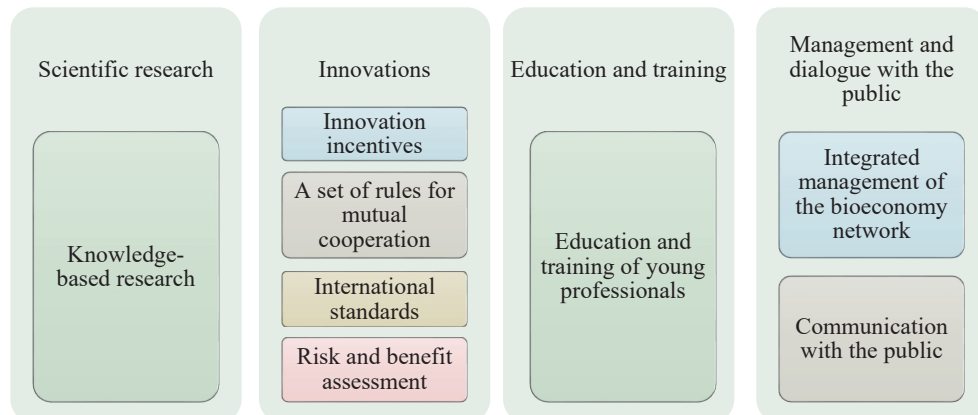 Scientific research
Knowledge-
based research
Innovations
Innovation
incentives
A set of rules for
mutual
cooperation
International
standards
Risk and benefit
assessment
Education and training
Education and
training of young
professionals
Management and
dialogue with the
public
Integrated
management of
the bioeconomy
network
Communication
with the public